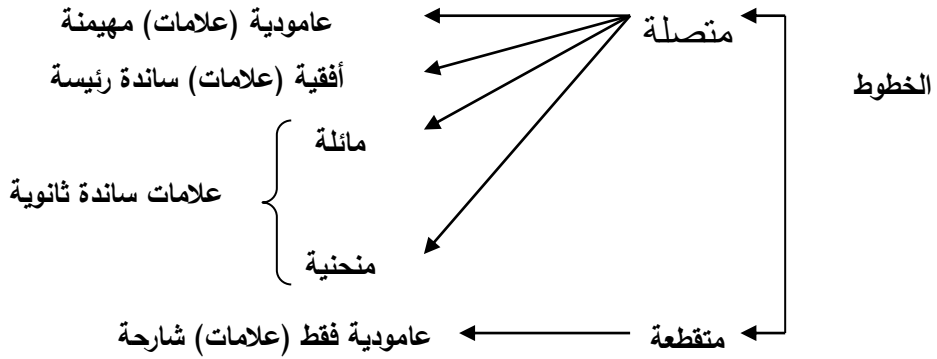 عامودية (علامات) مهيمنة
متصلة
أفقية (علامات) ساندة رئيسة
الخطوط
مائلة
علامات ساندة ثانوية
منحنية
متقطعة
عامودية فقط (علامات) شارحة